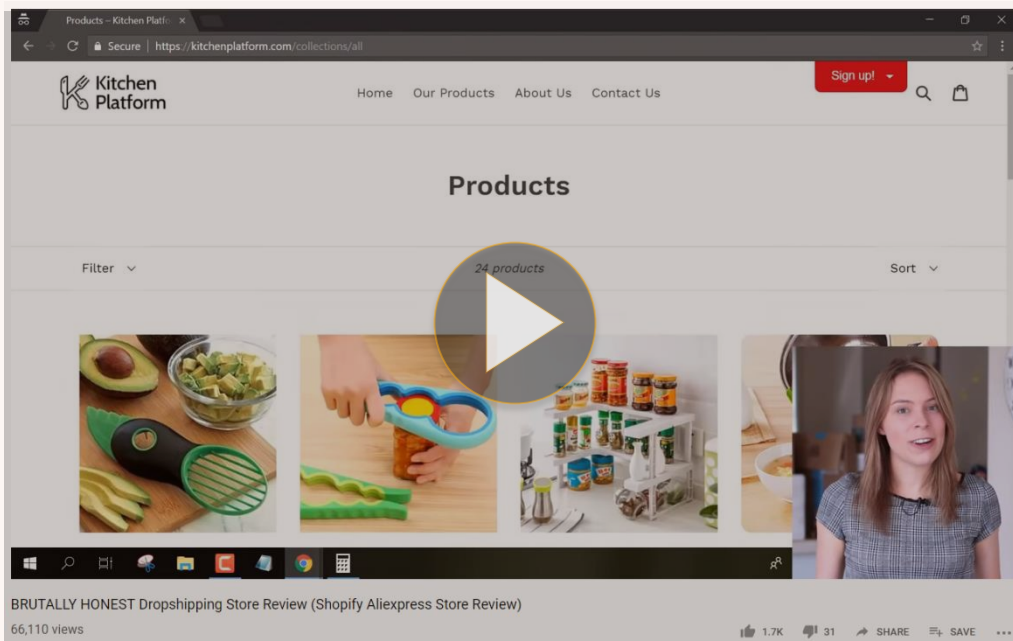 Products – Kitchen Platfo
Secure | https://kitchenplatform.com/collections/all
Kitchen
Platform
Home Our Products About Us Contact Us
Sign up!
Products
Filter
24 products
Sort
BRUTALLY HONEST Dropshipping Store Review (Shopify Aliexpress Store Review)
66,110 views
1.7K 31 SHARE SAVE